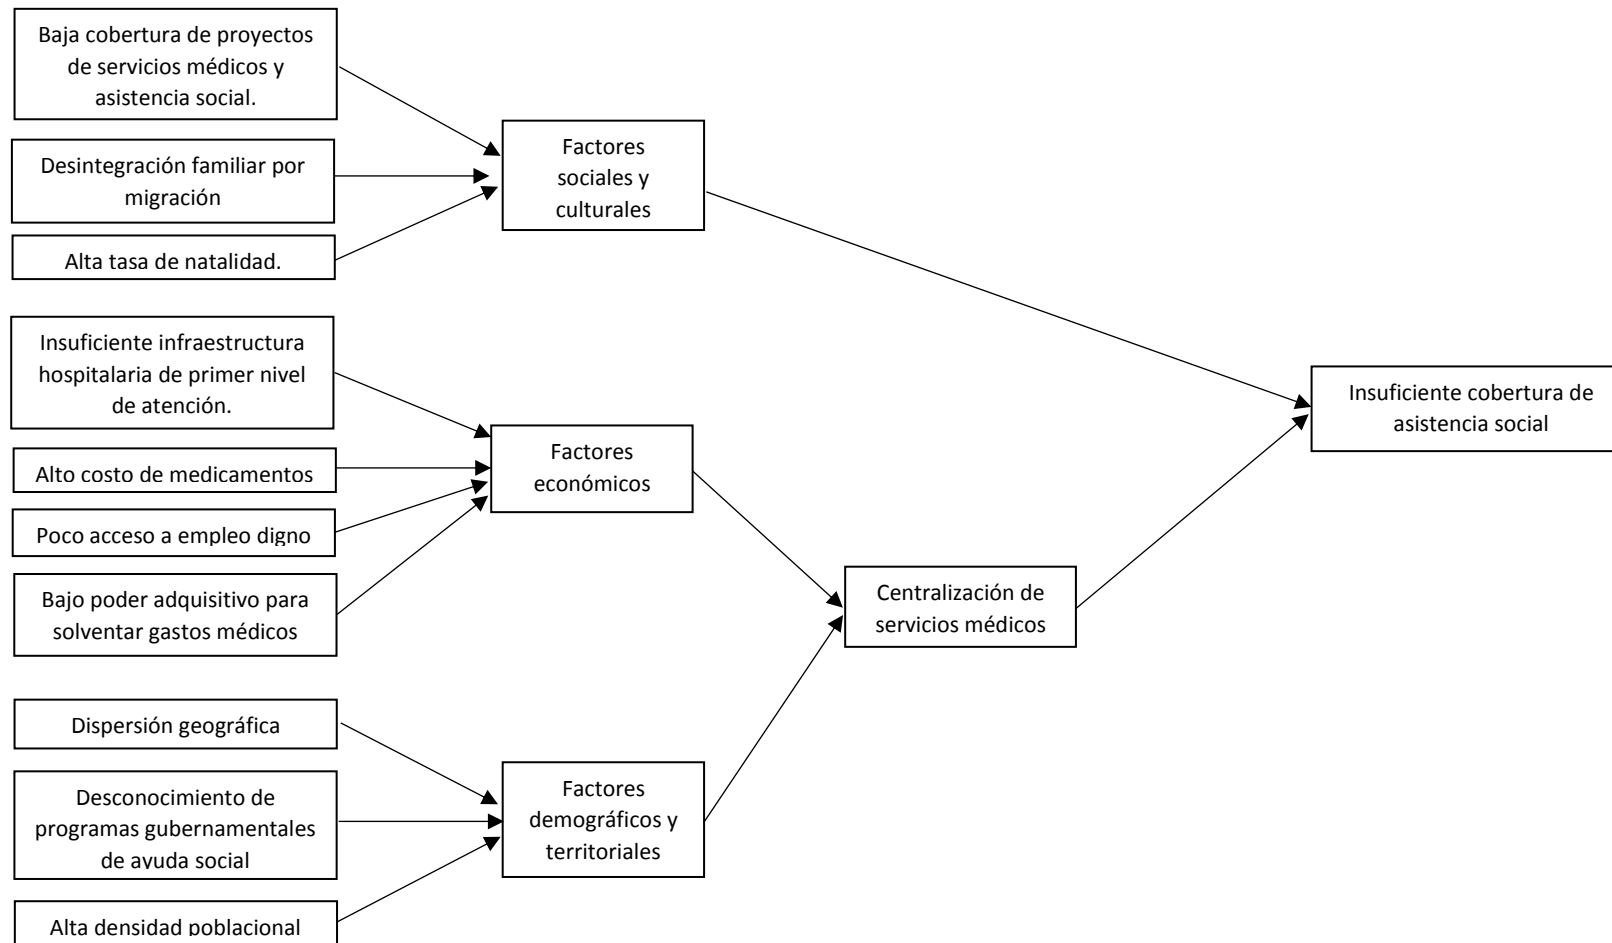 Baja cobertura de proyectos
de servicios médicos y
asistencia social.
Desintegración familiar por
migración
Alta tasa de natalidad.
Factores
sociales y
culturales
Insuficiente infraestructura
hospitalaria de primer nivel
de atención.
Alto costo de medicamentos
Poco acceso a empleo digno
Bajo poder adquisitivo para
solventar gastos médicos
Factores
económicos
Dispersión geográfica
Desconocimiento de
programas gubernamentales
de ayuda social
Alta densidad poblacional
Factores
demográficos y
territoriales
Centralización de
servicios médicos
Insuficiente cobertura de
asistencia social